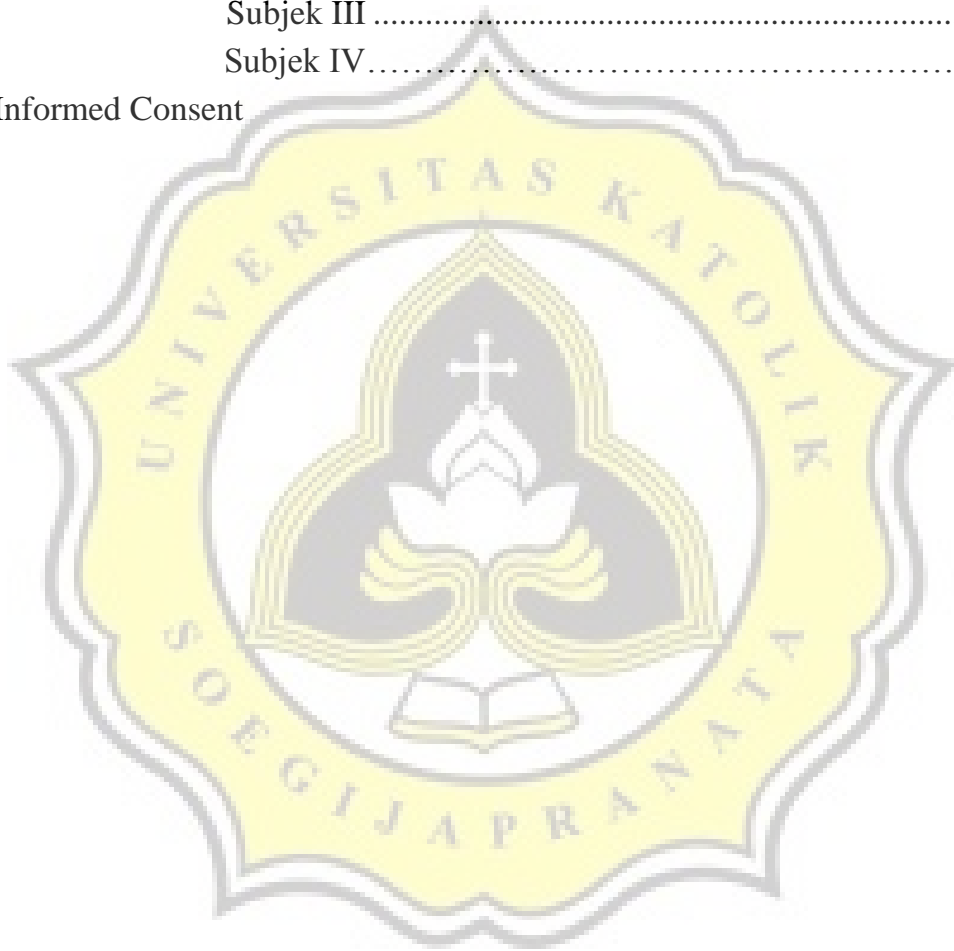 Subjek III ..............................................................
Subjek IV……………………………………………………
Informed Consent
UNIVERSITAS KATOLIK
SOEGIJAPRANATA